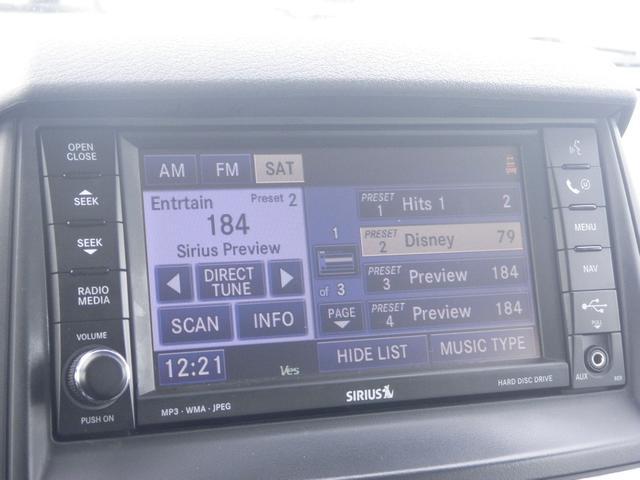 OPEN
CLOSE
SEEK
SEEK
RADIO
MEDIA
VOLUME
PUSH ON
AM FM SAT
Entrtain Preset 2
184
Sirius Preview
DIRECT
TUNE
SCAN INFO
12:21
Ves
1
of 3
PAGE
PRESET
1 Hits 1 2
PRESET
2 Disney 79
PRESET
3 Preview 184
PRESET
4 Preview 184
HIDE LIST MUSIC TYPE
MP3 · WMA · JPEG
SIRIUS
HARD DISC DRIVE
MENU
NAV
PULL
AUX